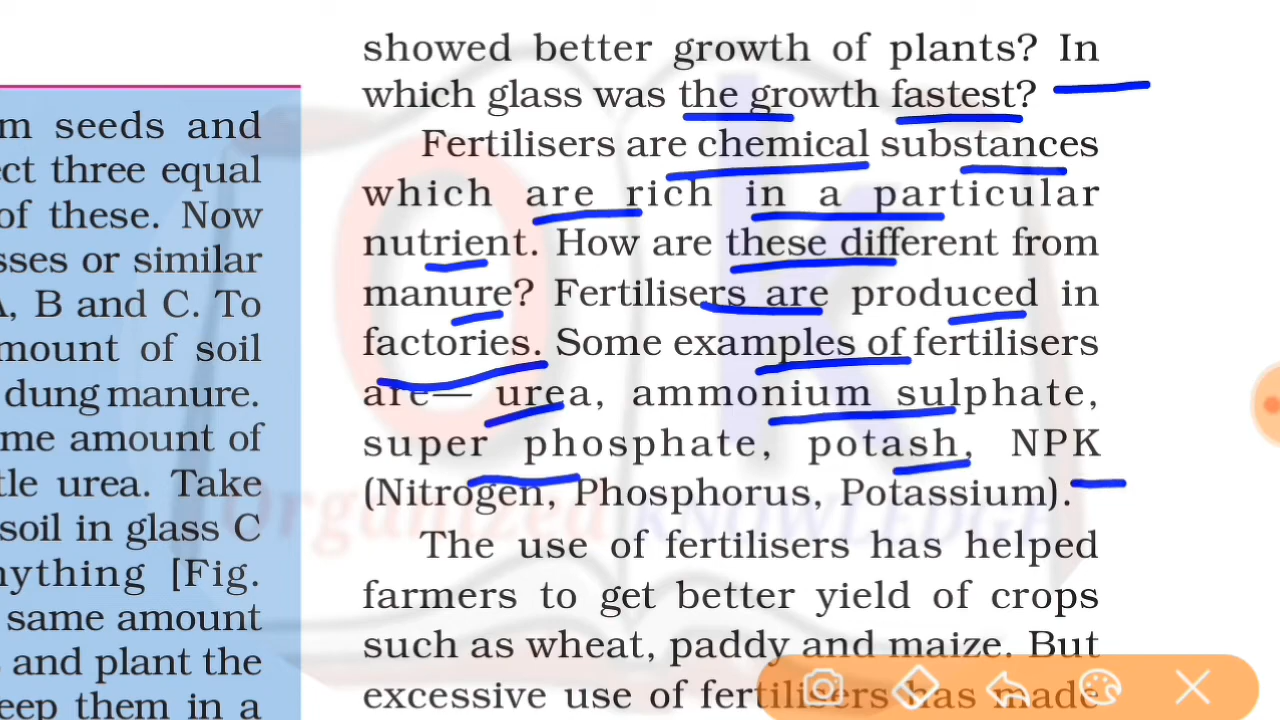 m seeds and
ect three equal
of these. Now
sses or similar
A, B and C. To
mount of soil
dung manure.
me amount of
tle urea. Take
soil in glass C
nything [Fig.
same amount
and plant the
eep them in a
showed better growth of plants? In
which glass was the growth fastest?
Fertilisers are chemical substances
which are rich in a particular
nutrient. How are these different from
manure? Fertilisers are produced in
factories. Some examples of fertilisers
are— urea, ammonium sulphate,
super phosphate, potash, NPK
(Nitrogen, Phosphorus, Potassium).
The use of fertilisers has helped
farmers to get better yield of crops
such as wheat, paddy and maize. But
excessive use of fertilisers has made
Organized KNOWLEDGE